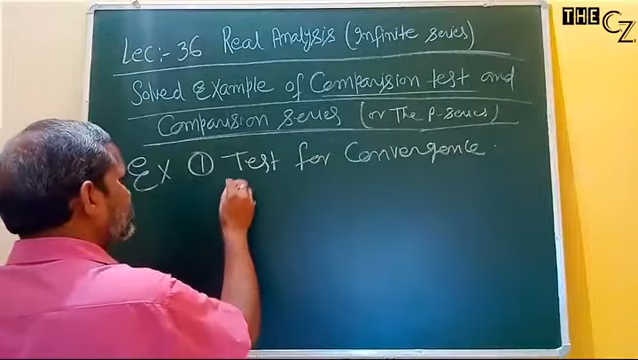 THE CZ.
Lec:- 36 Real Analysis (Infinite series)
Solved Example of Comparision test and
Comparision series (or The P-series)
Ex ① Test for Convergence.